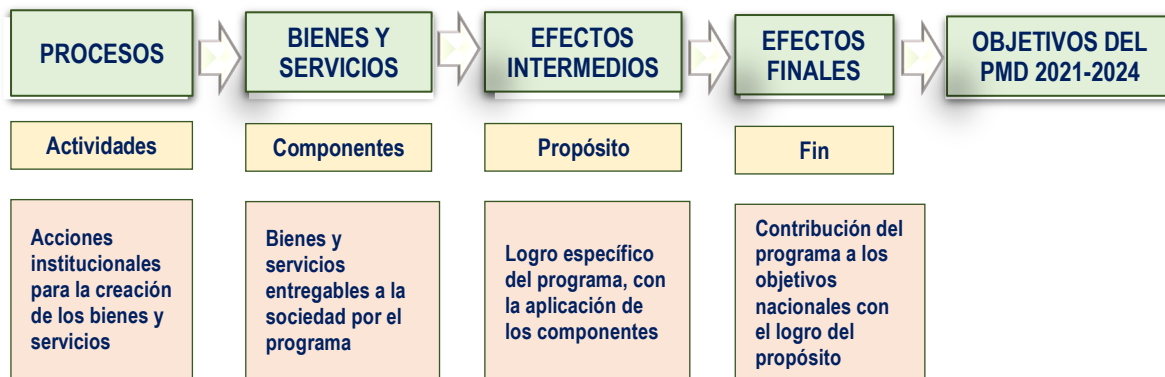 PROCESOS
BIENES Y
SERVICIOS
EFECTOS
INTERMEDIOS
EFECTOS
FINALES
OBJETIVOS DEL
PMD 2021-2024
Actividades
Componentes
Propósito
Fin
Acciones
institucionales
para la creación
de los bienes y
servicios
Bienes y
servicios
entregables a la
sociedad por el
programa
Logro específico
del programa, con
la aplicación de
los componentes
Contribución del
programa a los
objetivos
nacionales con
el logro del
propósito